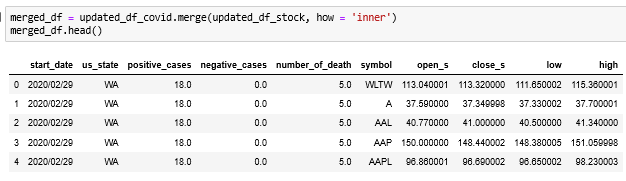 merged_df = updated_df_covid.merge(updated_df_stock, how = 'inner')
merged_df.head()
start_date us_state positive_cases negative_cases number_of_death symbol open_s close_s low high
0 2020/02/29 WA 18.0 0.0 5.0 WLTW 113.040001 113.320000 111.650002 115.360001
1 2020/02/29 WA 18.0 0.0 5.0 A 37.590000 37.349998 37.330002 37.700001
2 2020/02/29 WA 18.0 0.0 5.0 AAL 40.770000 41.000000 40.500000 41.340000
3 2020/02/29 WA 18.0 0.0 5.0 AAP 150.000000 148.440002 148.380005 151.059998
4 2020/02/29 WA 18.0 0.0 5.0 AAPL 96.860001 96.690002 96.650002 98.230003